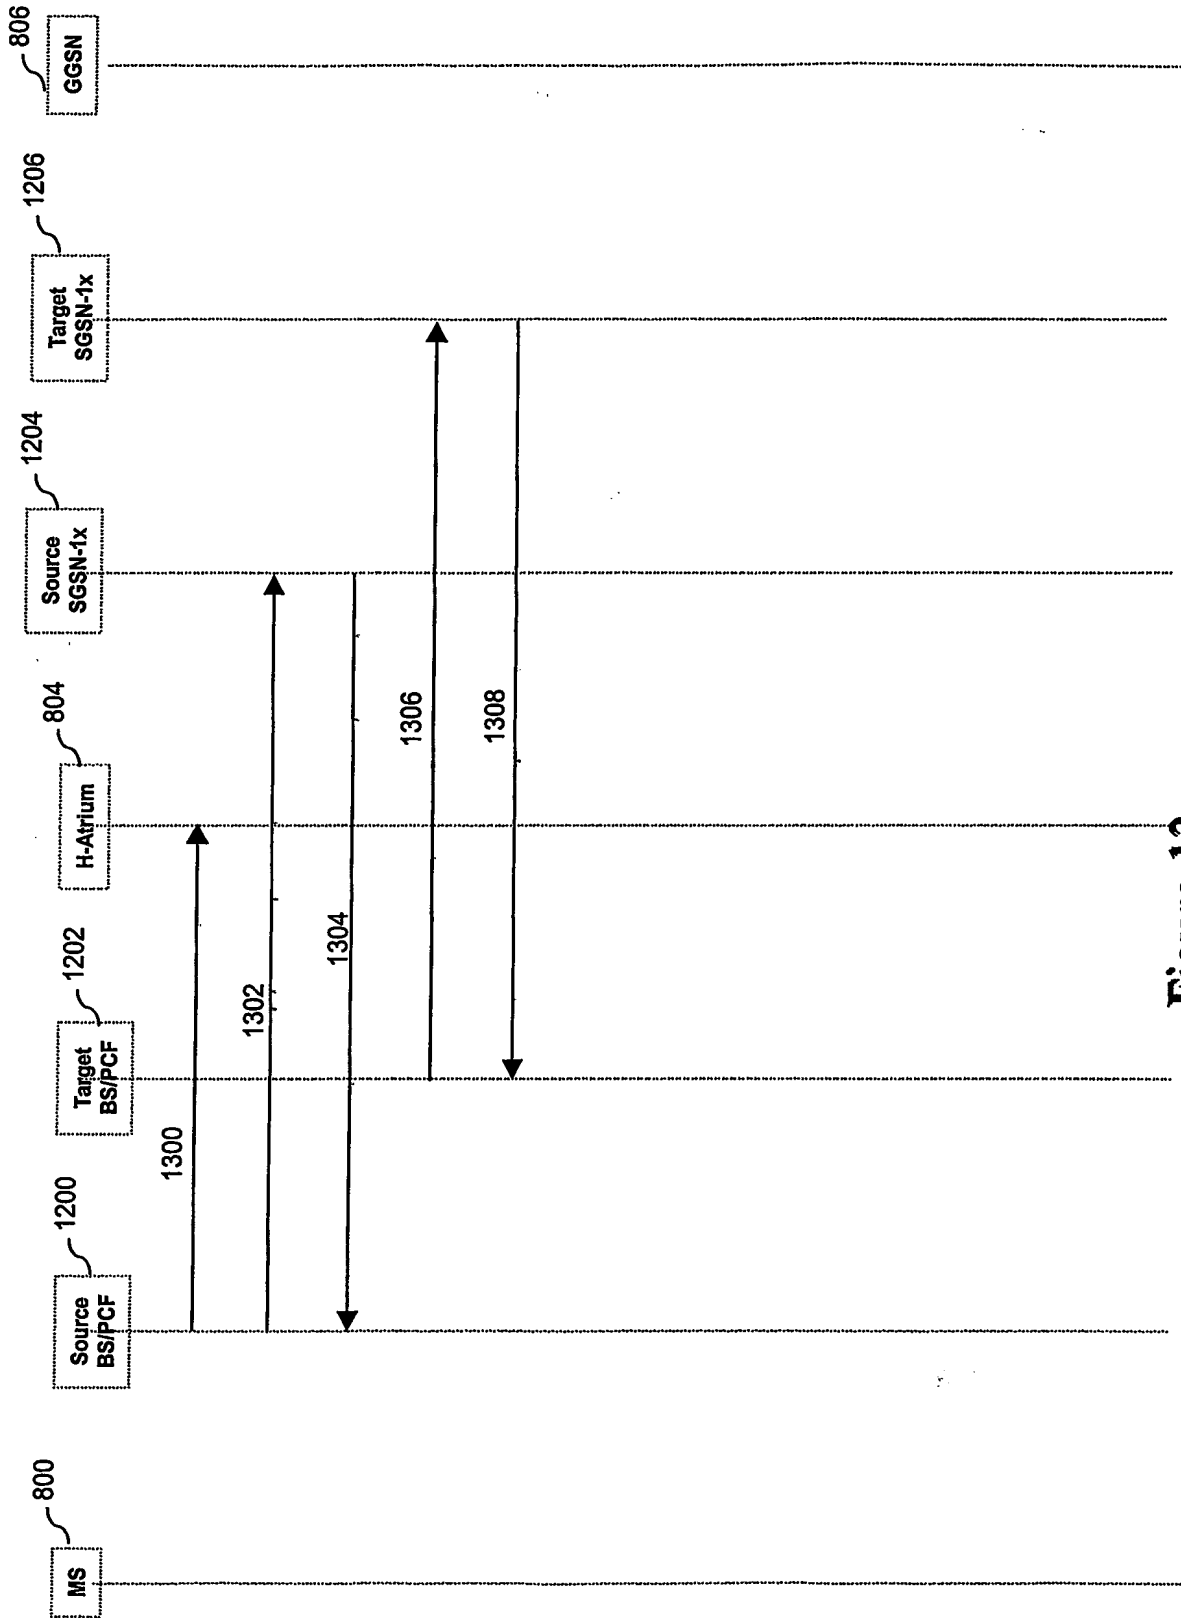 MS
800
Source
BS/PCF
1200
Target
BS/PCF
1202
H-Atrium
804
Source
SGSN-1x
1204
Target
SGSN-1x
1206
GGSN
806
1300
1302
1304
1306
1308